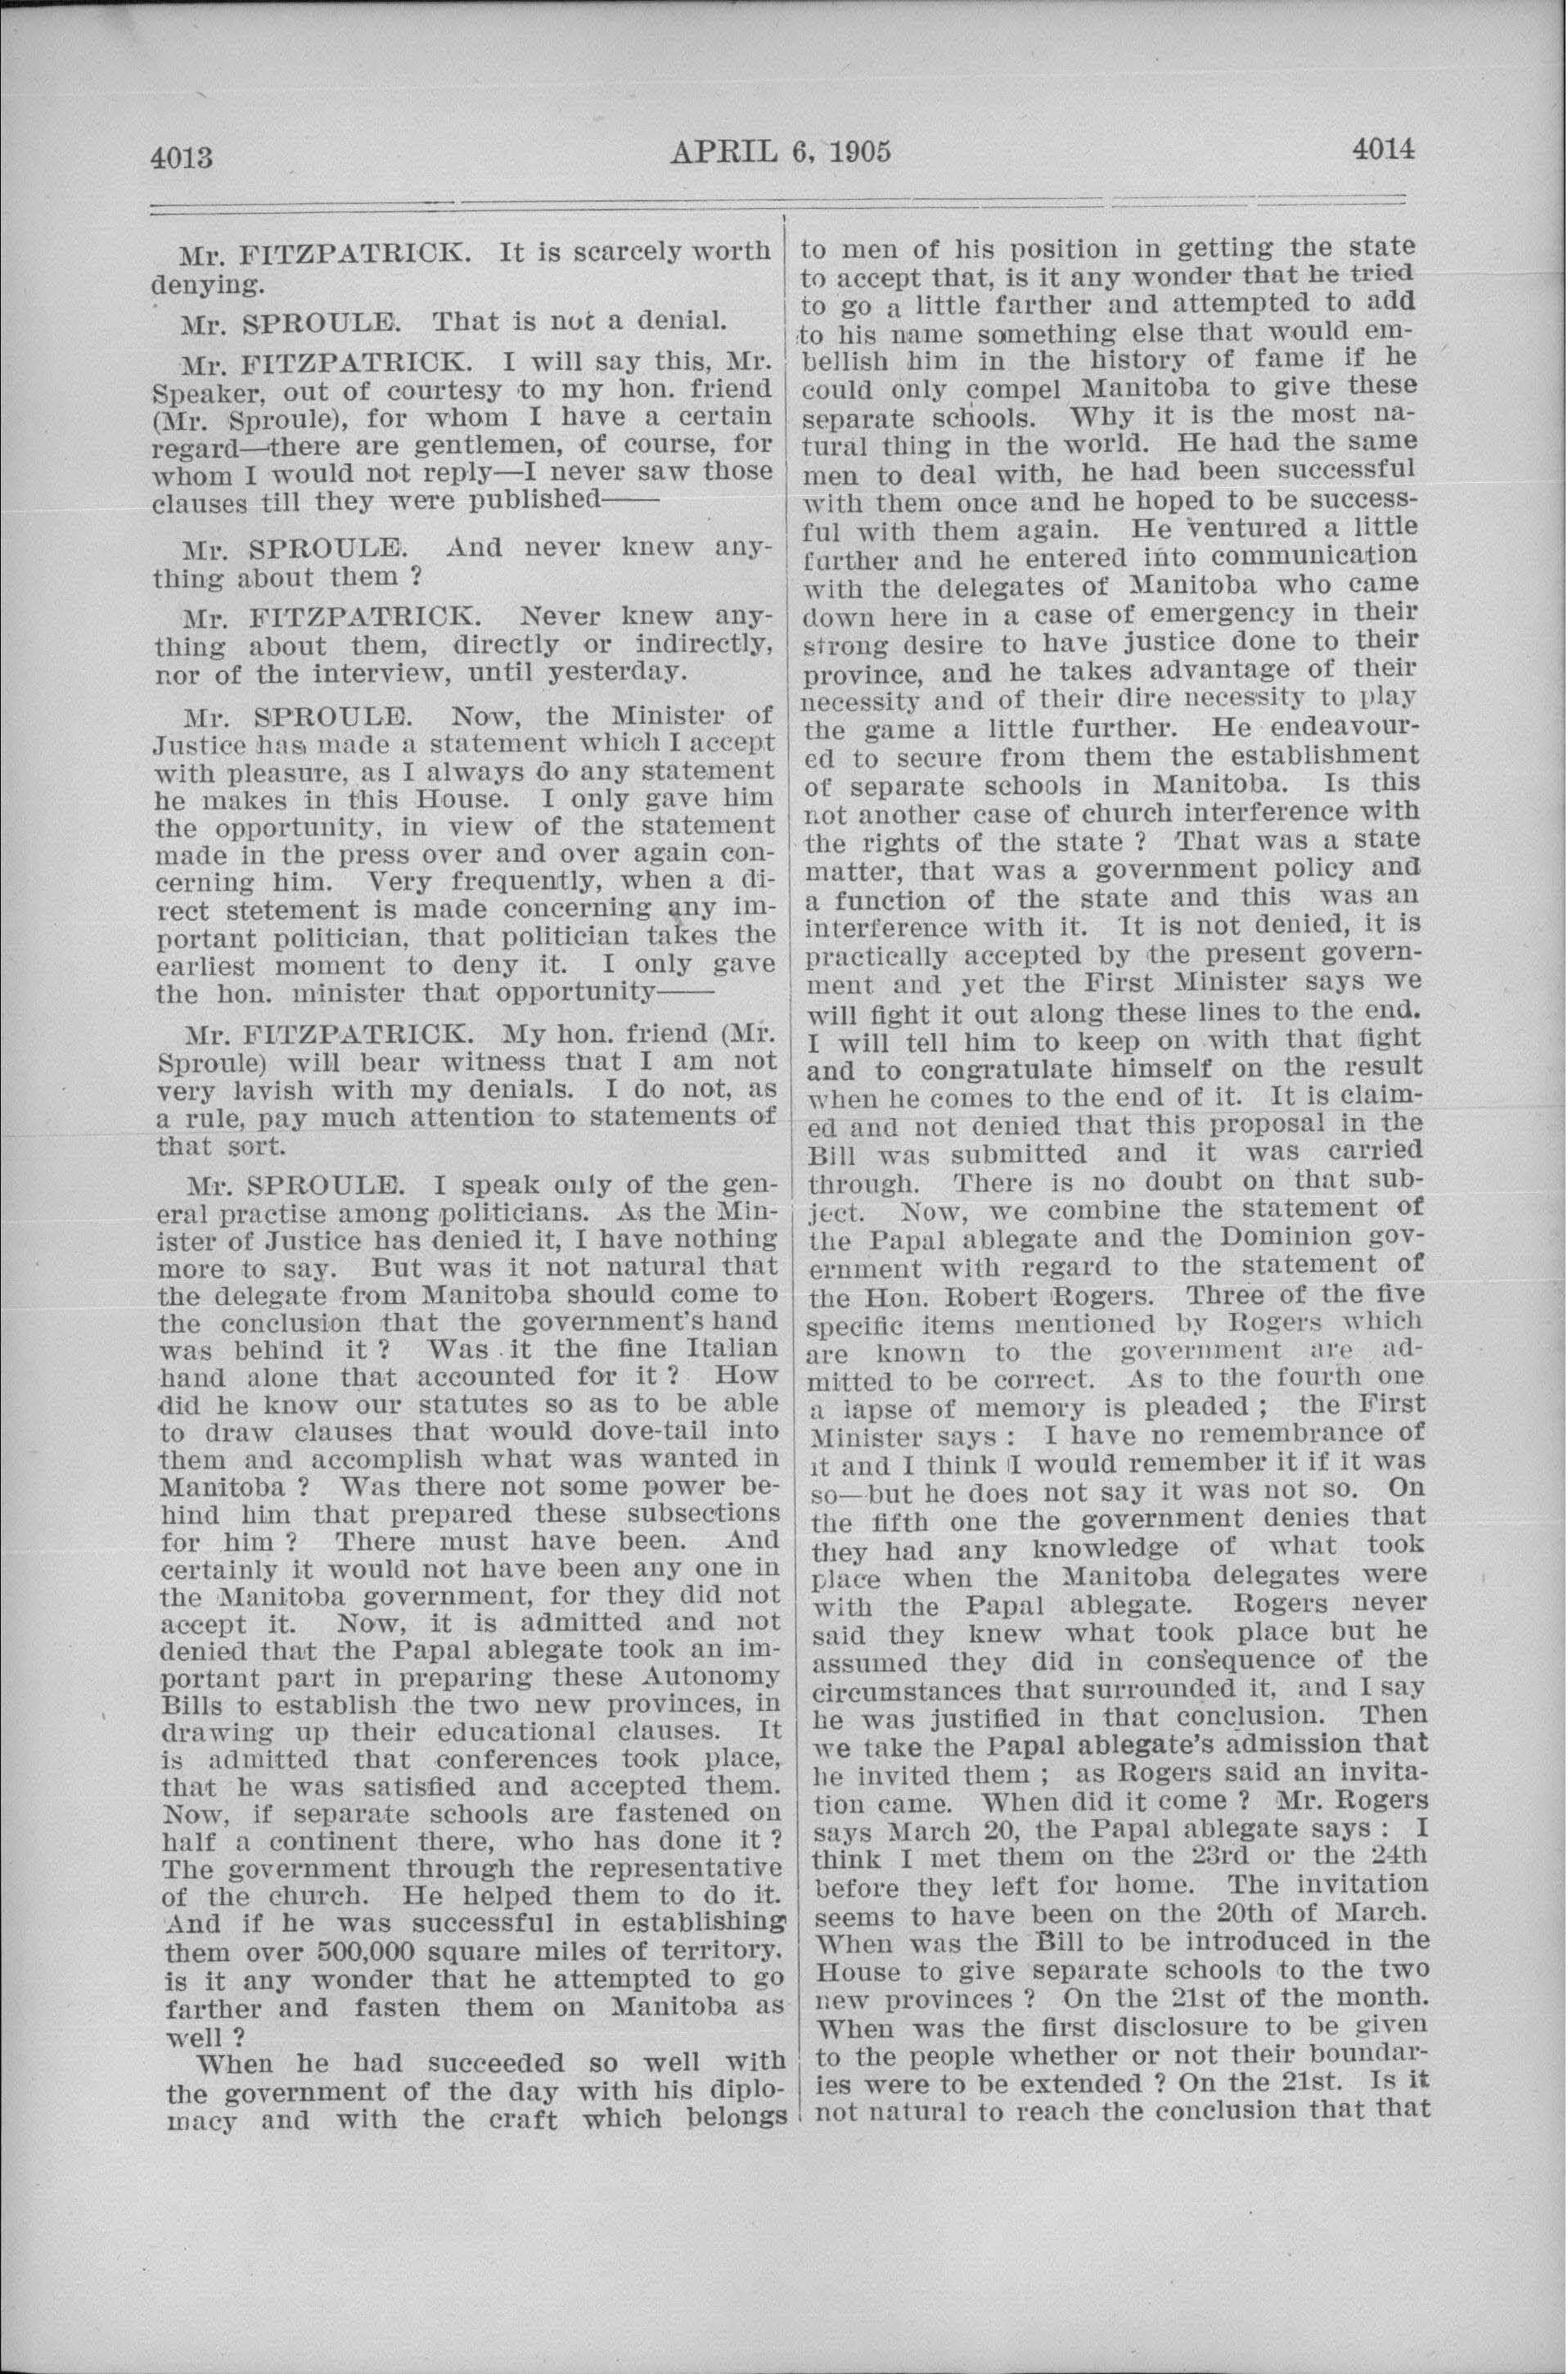 4013
APRIL 6, 1905
4014
Mr. FITZPATRICK. It is scarcely worth
denying.
Mr. SPROULE. That is not a denial.
Mr. FITZPATRICK. I will say this, Mr.
Speaker, out of courtesy to my hon. friend
(Mr. Sproule), for whom I have a certain
regard—there are gentlemen, of course, for
whom I would not reply—I never saw those
clauses till they were published——
Mr. SPROULE. And never knew any-
thing about them ?
Mr. FITZPATRICK. Never knew any-
thing about them, directly or indirectly,
nor of the interview, until yesterday.
Mr. SPROULE. Now, the Minister of
Justice has made a statement which I accept
with pleasure, as I always do any statement
he makes in this House. I only gave him
the opportunity, in view of the statement
made in the press over and over again con-
cerning him. Very frequently, when a di-
rect stetement is made concerning any im-
portant politician, that politician takes the
earliest moment to deny it. I only gave
the hon. minister that opportunity——
Mr. FITZPATRICK. My hon. friend (Mr.
Sproule) will bear witness that I am not
very lavish with my denials. I do not, as
a rule, pay much attention to statements of
that sort.
Mr. SPROULE. I speak only of the gen-
eral practise among politicians. As the Min-
ister of Justice has denied it, I have nothing
more to say. But was it not natural that
the delegate from Manitoba should come to
the conclusion that the government's hand
was behind it ? Was it the fine Italian
hand alone that accounted for it ? How
did he know our statutes so as to be able
to draw clauses that would dove-tail into
them and accomplish what was wanted in
Manitoba ? Was there not some power be-
hind him that prepared these subsections
for him ? There must have been. And
certainly it would not have been any one in
the Manitoba government, for they did not
accept it. Now, it is admitted and not
denied that the Papal ablegate took an im-
portant part in preparing these Autonomy
Bills to establish the two new provinces, in
drawing up their educational clauses. It
is admitted that conferences took place,
that he was satisfied and accepted them.
Now, if separate schools are fastened on
half a continent there, who has done it ?
The government through the representative
of the church. He helped them to do it.
And if he was successful in establishing
them over 500,000 square miles of territory,
is it any wonder that he attempted to go
farther and fasten them on Manitoba as
well ?
When he had succeeded so well with
the government of the day with his diplo-
macy and with the craft which belongs
to men of his position in getting the state
to accept that, is it any wonder that he tried
to go a little farther and attempted to add
to his name something else that would em-
bellish him in the history of fame if he
could only compel Manitoba to give these
separate schools. Why it is the most na-
tural thing in the world. He had the same
men to deal with, he had been successful
with them once and he hoped to be success-
ful with them again. He ventured a little
further and he entered into communication
with the delegates of Manitoba who came
down here in a case of emergency in their
strong desire to have justice done to their
province, and he takes advantage of their
necessity and of their dire necessity to play
the game a little further. He endeavour-
ed to secure from them the establishment
of separate schools in Manitoba. Is this
not another case of church interference with
the rights of the state ? That was a state
matter, that was a government policy and
a function of the state and this was an
interference with it. It is not denied, it is
practically accepted by the present govern-
ment and yet the First Minister says we
will fight it out along these lines to the end.
I will tell him to keep on with that fight
and to congratulate himself on the result
when he comes to the end of it. It is claim-
ed and not denied that this proposal in the
Bill was submitted and it was carried
through. There is no doubt on that sub-
ject. Now, we combine the statement of
the Papal ablegate and the Dominion gov-
ernment with regard to the statement of
the Hon. Robert Rogers. Three of the five
specific items mentioned by Rogers which
are known to the government are ad-
mitted to be correct. As to the fourth one
a lapse of memory is pleaded ; the First
Minister says : I have no remembrance of
it and I think I would remember it if it was
so—but he does not say it was not so. On
the fifth one the government denies that
they had any knowledge of what took
place when the Manitoba delegates were
with the Papal ablegate. Rogers never
said they knew what took place but he
assumed they did in consequence of the
circumstances that surrounded it, and I say
he was justified in that conclusion. Then
we take the Papal ablegate's admission that
he invited them ; as Rogers said an invita-
tion came. When did it come ? Mr. Rogers
says March 20, the Papal ablegate says : I
think I met them on the 23rd or the 24th
before they left for home. The invitation
seems to have been on the 20th of March.
When was the Bill to be introduced in the
House to give separate schools to the two
new provinces ? On the 21st of the month.
When was the first disclosure to be given
to the people whether or not their boundar-
ies were to be extended ? On the 21st. Is it
not natural to reach the conclusion that that